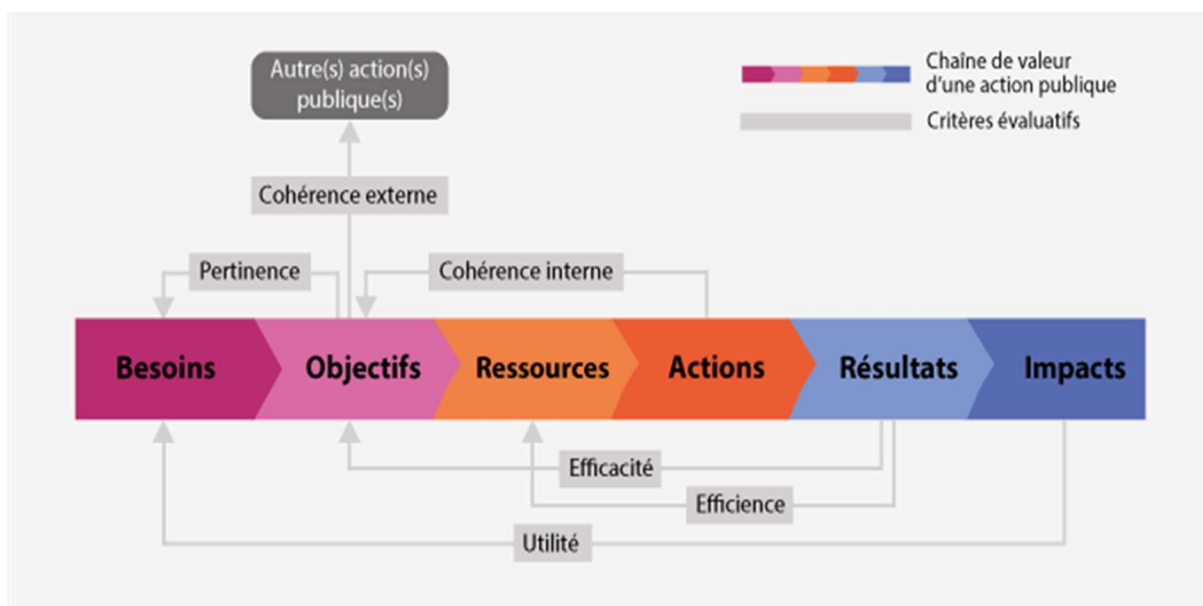 Autre(s) action(s)
publique(s)
Chaîne de valeur
d'une action publique
Critères évaluatifs
Cohérence externe
Pertinence
Cohérence interne
Besoins
Objectifs
Ressources
Actions
Résultats
Impacts
Efficacité
Efficience
Utilité